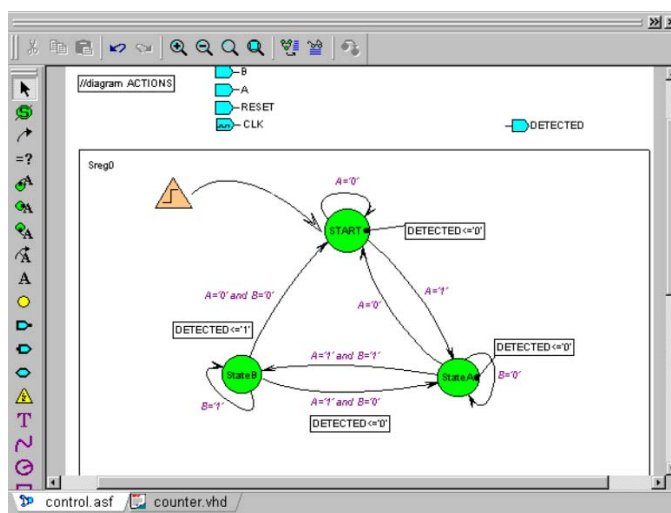 //diagram ACTIONS
B
A
RESET
CLK
DETECTED
Sreg0
A='0'
START
DETECTED<='0'
A='0' and B='0'
A='0'
A='1'
DETECTED<='1'
DETECTED<='0'
A='1' and B='1'
StateB
StateA
B='0'
B='1'
A='1' and B='0'
DETECTED<='0'
=?
A
A
A
A
A
T
control.asf
counter.vhd